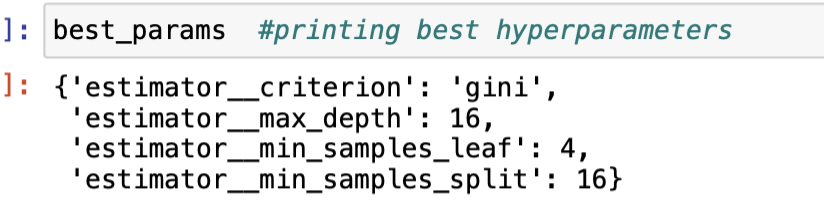 ]: best_params  #printing best hyperparameters
]: {'estimator__criterion': 'gini',
'estimator__max_depth': 16,
'estimator__min_samples_leaf': 4,
'estimator__min_samples_split': 16}